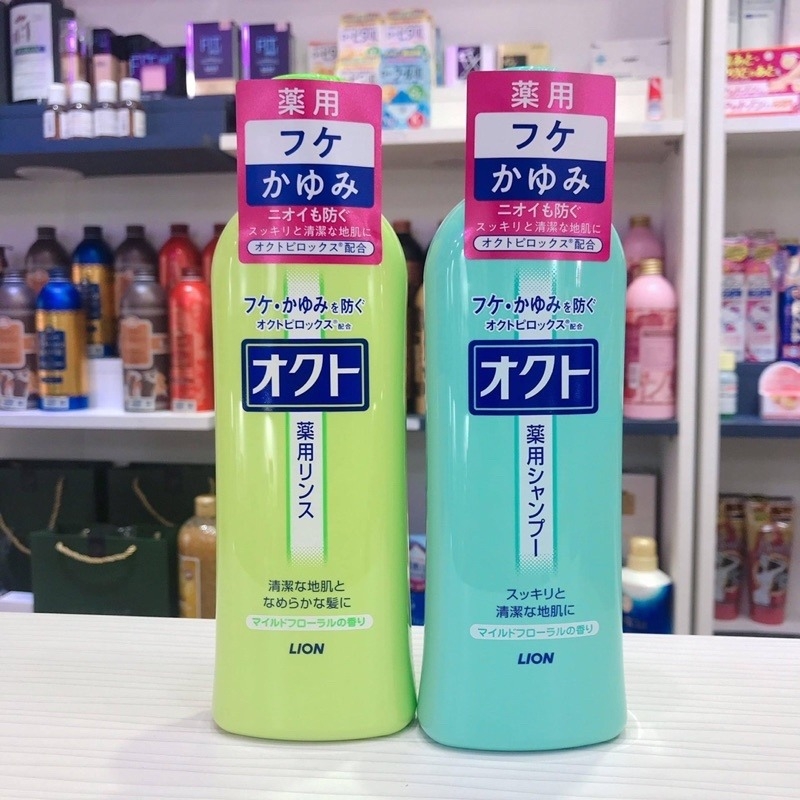 薬用
フケ
かゆみ
ニオイも防ぐ
スッキリと清潔な地肌に
オクトピロックス®配合
フケ・かゆみを防ぐ
オクトピロックス®配合
オクト
薬用リンス
清潔な地肌と
なめらかな髪に
マイルドフローラルの香り
LION
薬用
フケ
かゆみ
ニオイも防ぐ
スッキリと清潔な地肌に
オクトピロックス®配合
フケ・かゆみを防ぐ
オクトピロックス®配合
オクト
薬用シャンプー
スッキリと
清潔な地肌に
マイルドフローラルの香り
LION